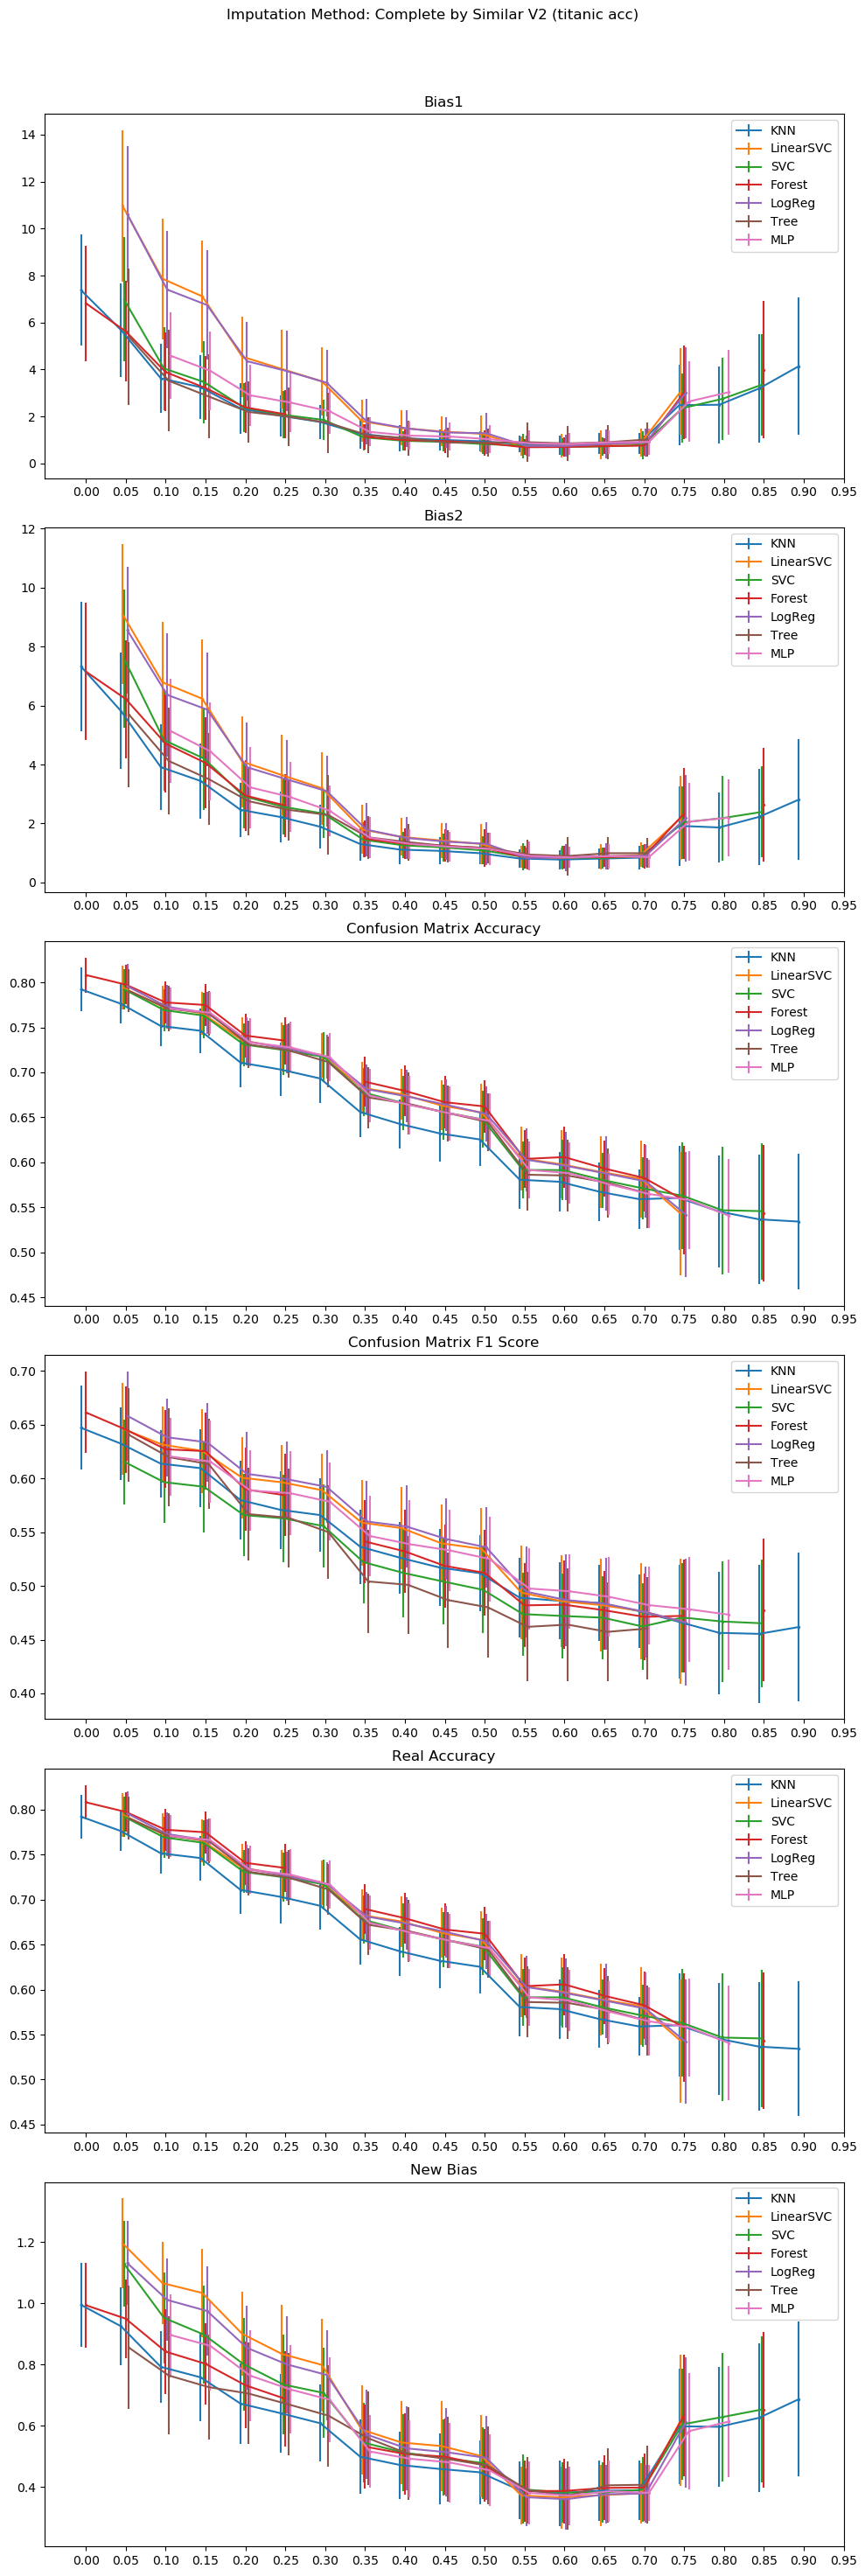 Imputation Method: Complete by Similar V2 (titanic acc)
Bias1
14
12
10
8
6
4
2
0
KNN
LinearSVC
SVC
Forest
LogReg
Tree
MLP
0.00 0.05 0.10 0.15 0.20 0.25 0.30 0.35 0.40 0.45 0.50 0.55 0.60 0.65 0.70 0.75 0.80 0.85 0.90 0.95
Bias2
12
10
8
6
4
2
0
KNN
LinearSVC
SVC
Forest
LogReg
Tree
MLP
0.00 0.05 0.10 0.15 0.20 0.25 0.30 0.35 0.40 0.45 0.50 0.55 0.60 0.65 0.70 0.75 0.80 0.85 0.90 0.95
Confusion Matrix Accuracy
0.80
0.75
0.70
0.65
0.60
0.55
0.50
0.45
KNN
LinearSVC
SVC
Forest
LogReg
Tree
MLP
0.00 0.05 0.10 0.15 0.20 0.25 0.30 0.35 0.40 0.45 0.50 0.55 0.60 0.65 0.70 0.75 0.80 0.85 0.90 0.95
Confusion Matrix F1 Score
0.70
0.65
0.60
0.55
0.50
0.45
0.40
KNN
LinearSVC
SVC
Forest
LogReg
Tree
MLP
0.00 0.05 0.10 0.15 0.20 0.25 0.30 0.35 0.40 0.45 0.50 0.55 0.60 0.65 0.70 0.75 0.80 0.85 0.90 0.95
Real Accuracy
0.80
0.75
0.70
0.65
0.60
0.55
0.50
0.45
KNN
LinearSVC
SVC
Forest
LogReg
Tree
MLP
0.00 0.05 0.10 0.15 0.20 0.25 0.30 0.35 0.40 0.45 0.50 0.55 0.60 0.65 0.70 0.75 0.80 0.85 0.90 0.95
New Bias
1.2
1.0
0.8
0.6
0.4
KNN
LinearSVC
SVC
Forest
LogReg
Tree
MLP
0.00 0.05 0.10 0.15 0.20 0.25 0.30 0.35 0.40 0.45 0.50 0.55 0.60 0.65 0.70 0.75 0.80 0.85 0.90 0.95